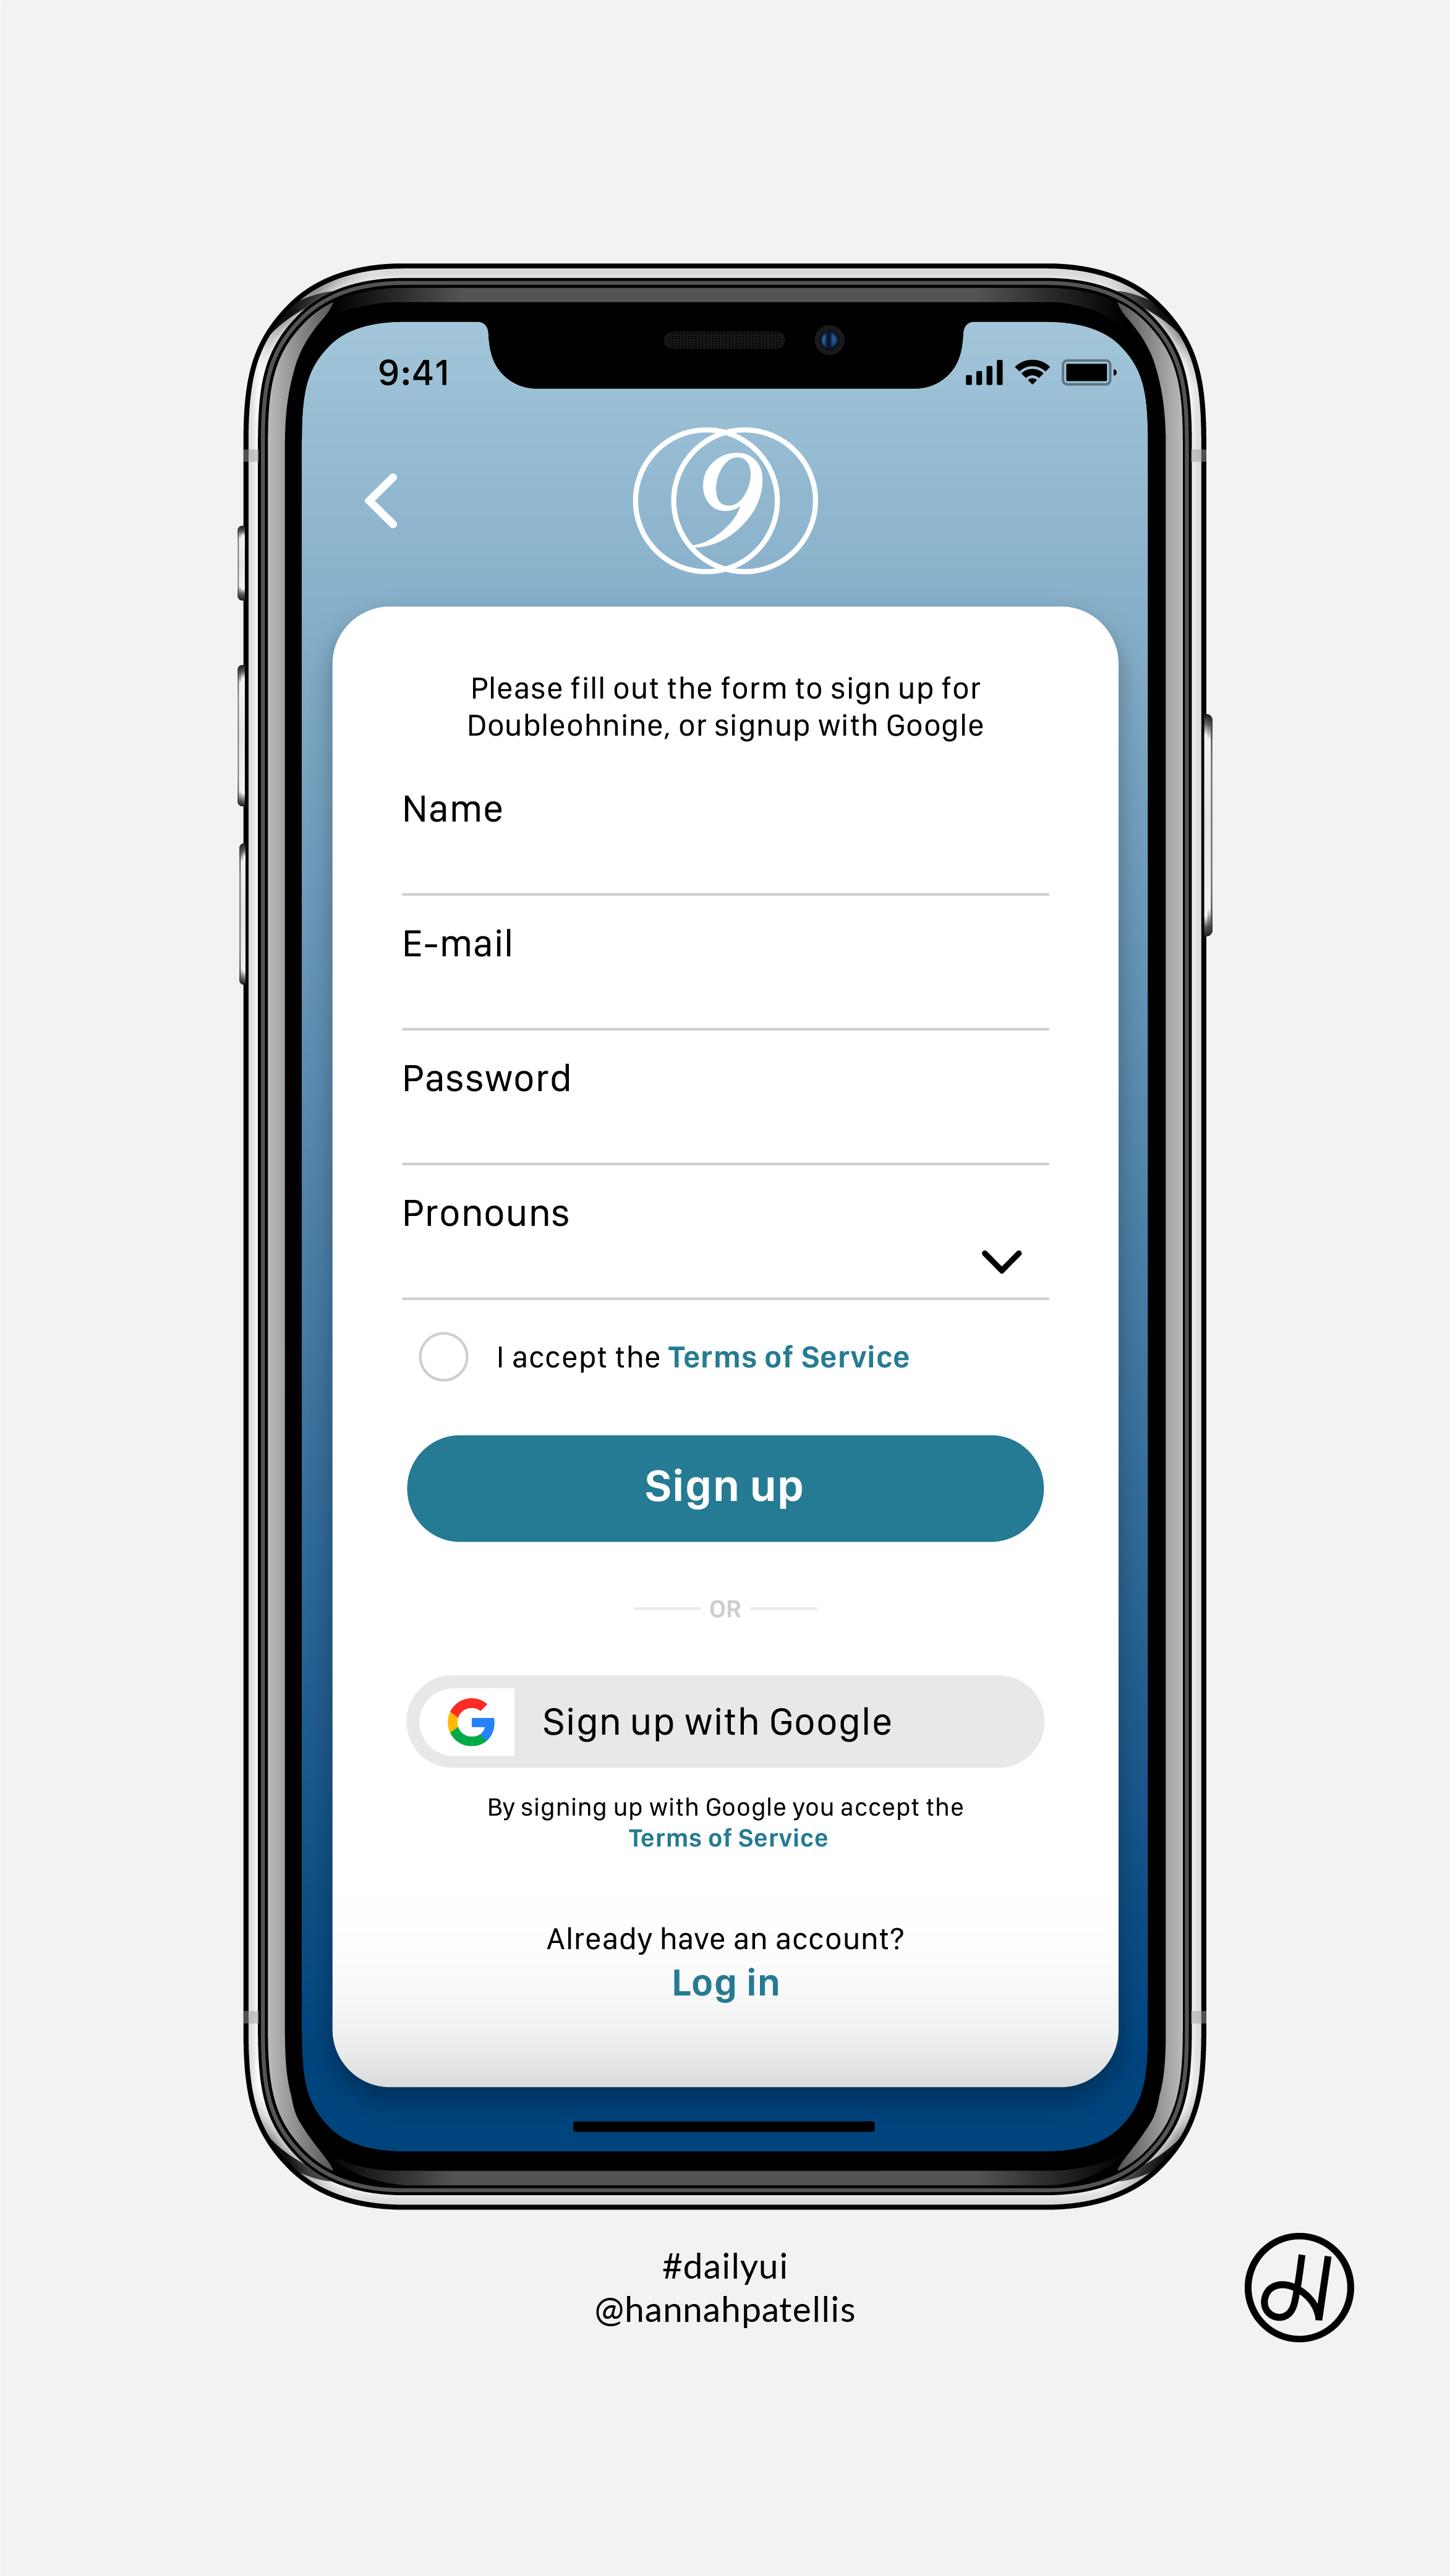 9:41
9
Please fill out the form to sign up for
Doubleohnine, or signup with Google
Name
E-mail
Password
Pronouns
I accept the Terms of Service
Sign up
OR
G Sign up with Google
By signing up with Google you accept the
Terms of Service
Already have an account?
Log in
#dailyui
@hannahpatellis
H